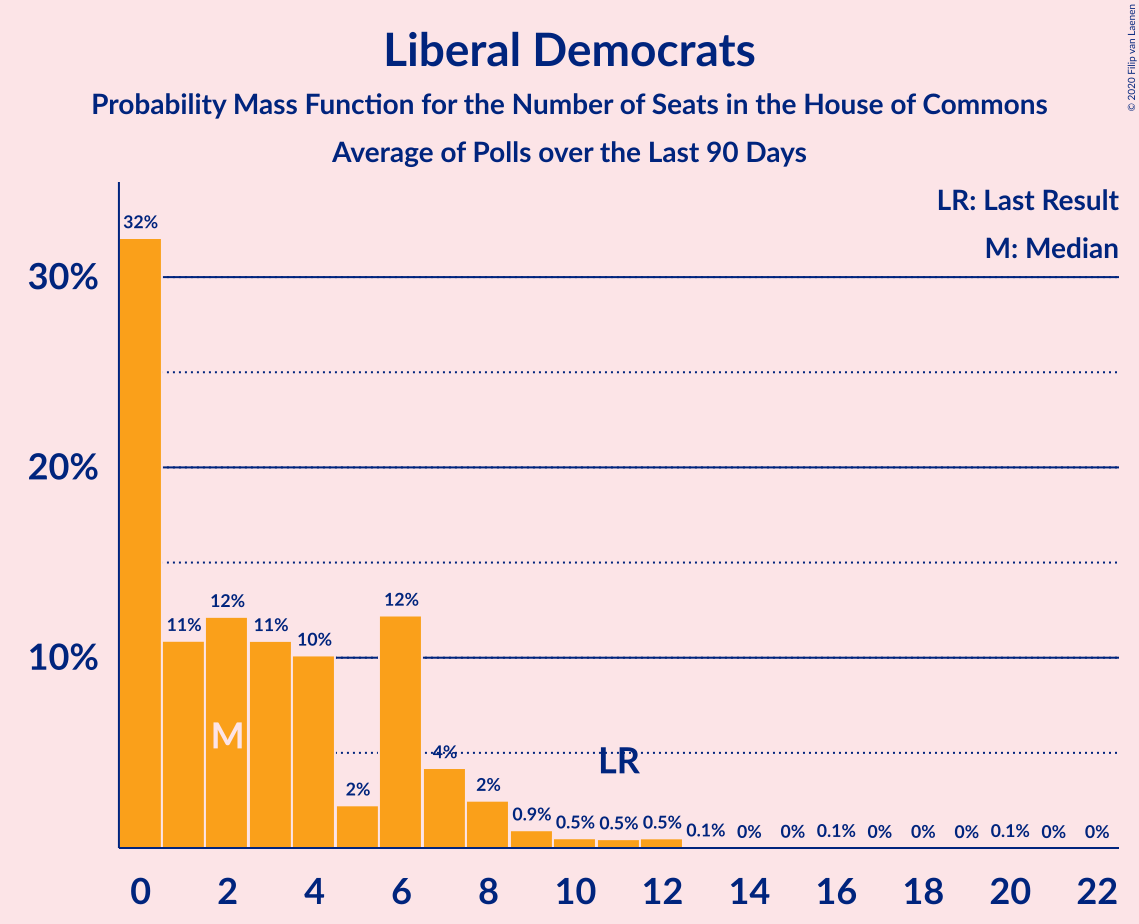 Liberal Democrats
Probability Mass Function for the Number of Seats in the House of Commons
Average of Polls over the Last 90 Days
© 2020 Filip van Laenen
LR: Last Result
M: Median
30%
20%
10%
32%
11%
12%
11%
10%
2%
12%
4%
2%
0.9%
0.5%
0.5%
0.5%
0.1%
0%
0%
0.1%
0%
0%
0%
0.1%
0%
0%
M
LR
0 2 4 6 8 10 12 14 16 18 20 22